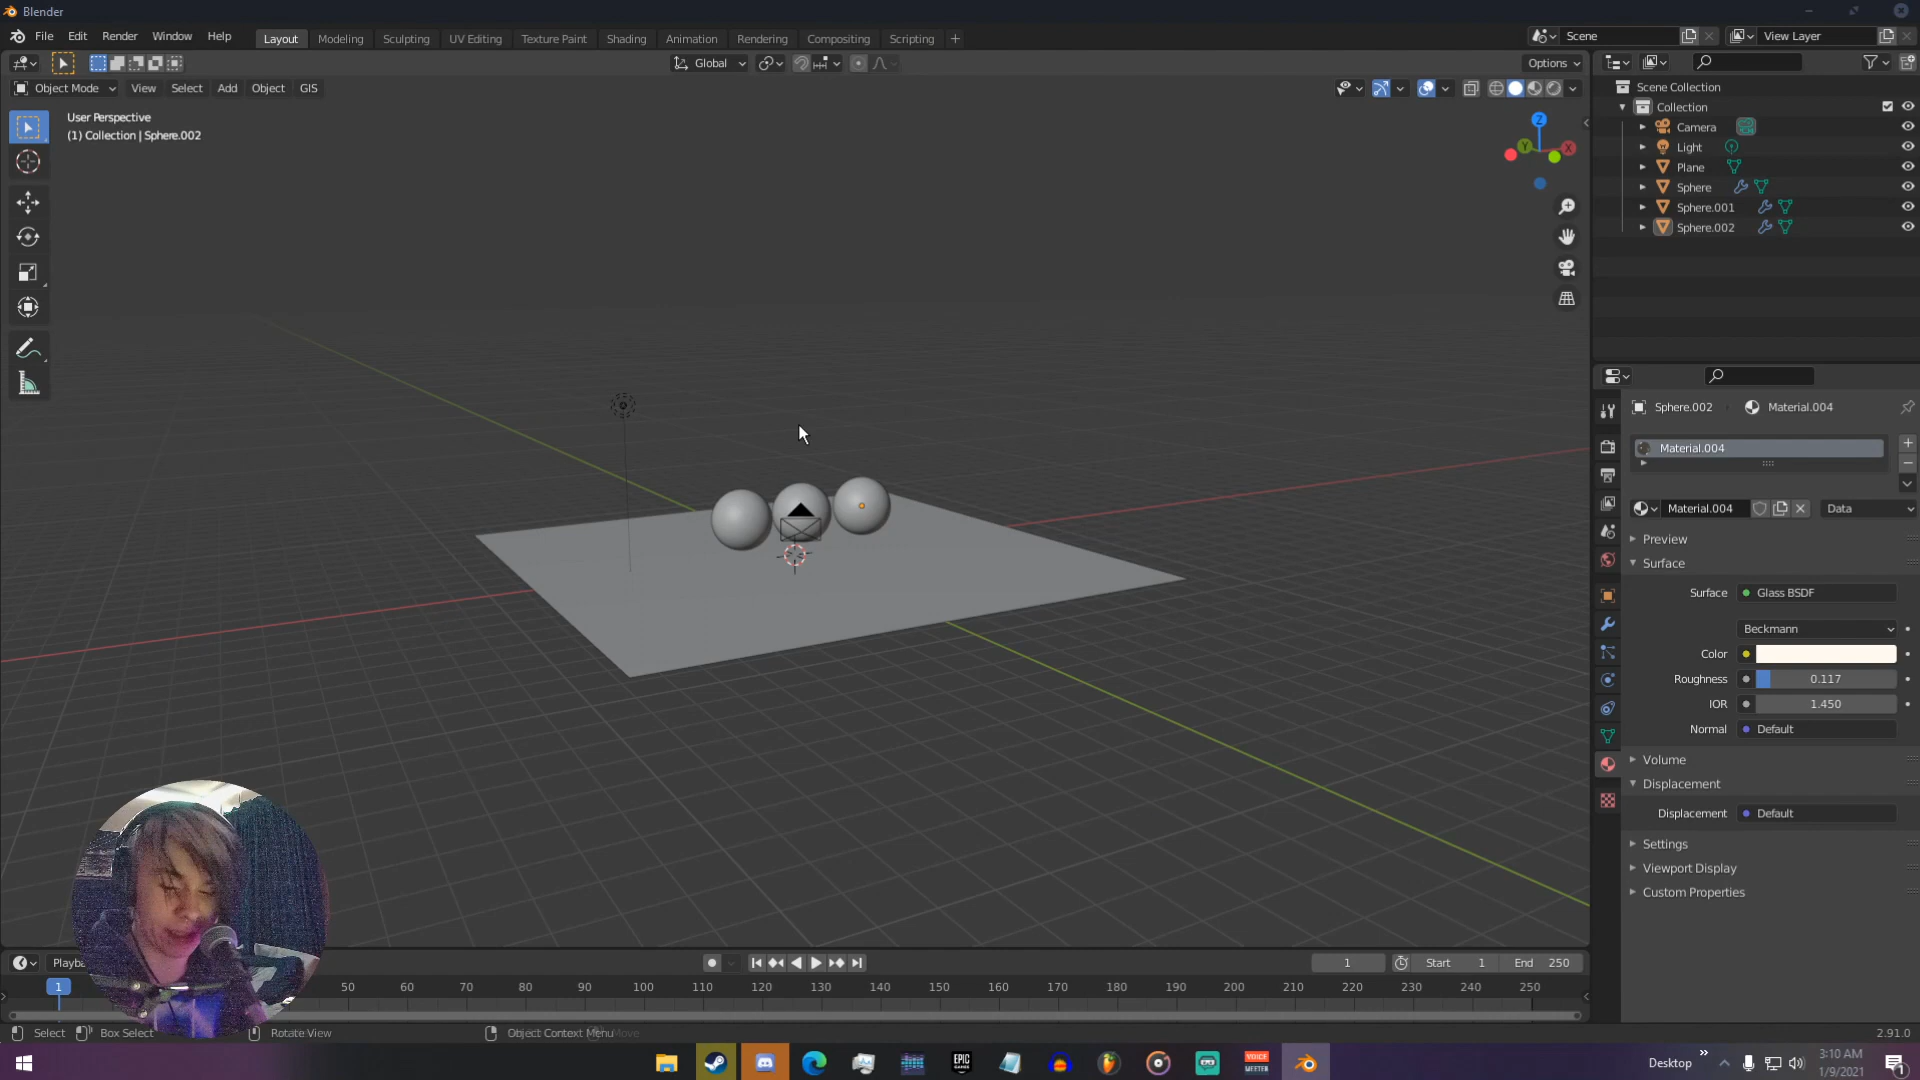 Blender
File Edit Render Window Help
Layout Modeling Sculpting UV Editing Texture Paint Shading Animation Rendering Compositing Scripting +
Scene
View Layer
Global
Options
Object Mode View Select Add Object GIS
User Perspective
(1) Collection | Sphere.002
Z
Y
X
Scene Collection
Collection
Camera
Light
Plane
Sphere
Sphere.001
Sphere.002
Sphere.002 Material.004
Material.004
Material.004 Data
Preview
Surface
Surface Glass BSDF
Beckmann
Color
Roughness 0.117
IOR 1.450
Normal Default
Volume
Displacement
Displacement Default
Settings
Viewport Display
Custom Properties
1 Start 1 End 250
1 50 60 70 80 90 100 110 120 130 140 150 160 170 180 190 200 210 220 230 240 250
Select Box Select Rotate View Object Context Menu Move 2.91.0
EPIC GAMES
VOICE MEETER
Desktop
3:10 AM
1/9/2021
1